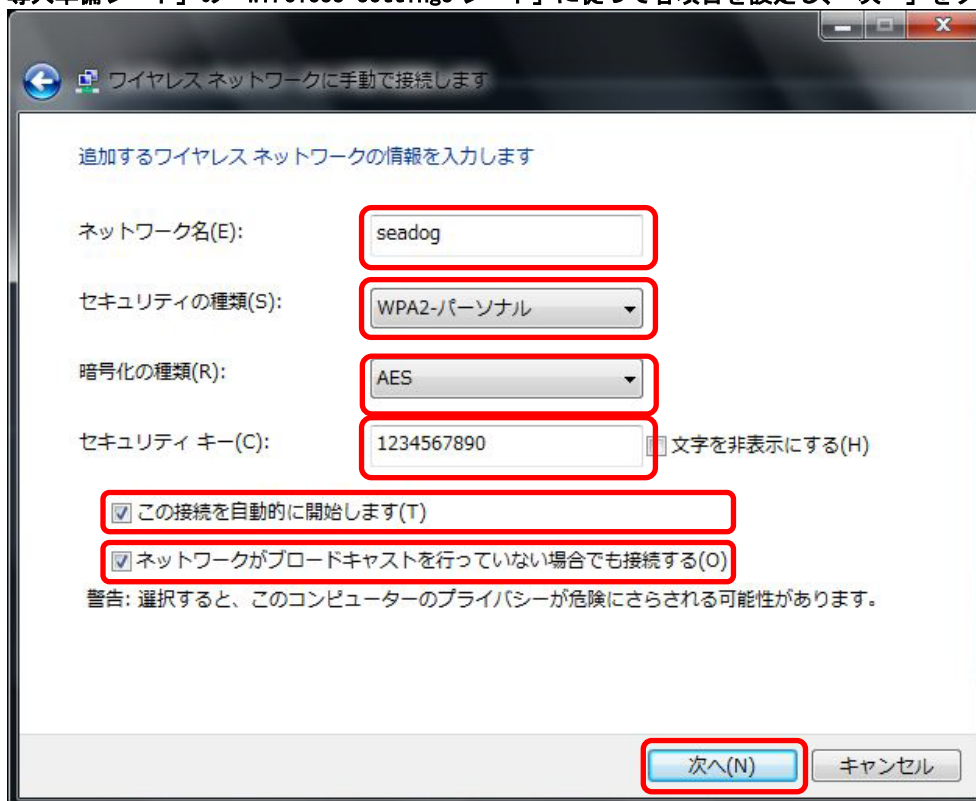 ワイヤレス ネットワークに手動で接続します
追加するワイヤレス ネットワークの情報を入力します
ネットワーク名(E): seadog
セキュリティの種類(S): WPA2-パーソナル
暗号化の種類(R): AES
セキュリティ キー(C): 1234567890 文字を非表示にする(H)
この接続を自動的に開始します(T)
ネットワークがブロードキャストを行っていない場合でも接続する(O)
警告: 選択すると、このコンピューターのプライバシーが危険にさらされる可能性があります。
次へ(N) キャンセル